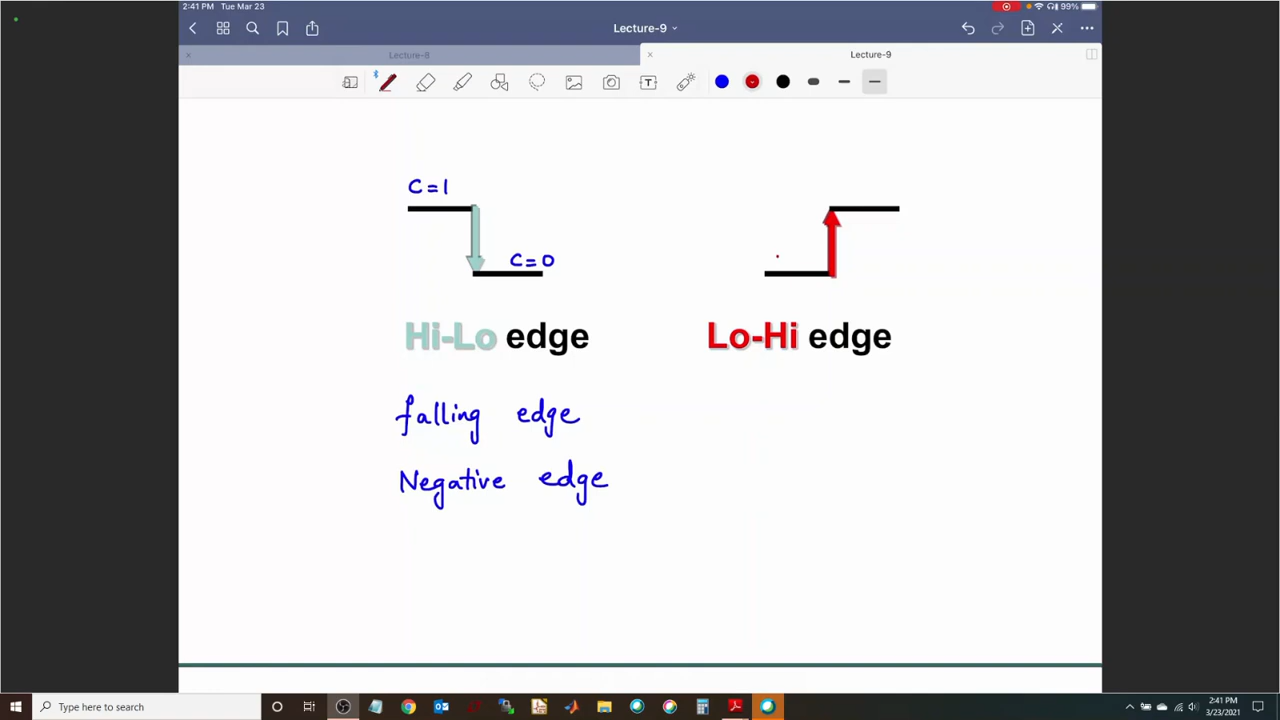 2:41 PM Tue Mar 23
99%
Lecture-9
Lecture-8
Lecture-9
T
C=1
C=0
Hi-Lo edge
Lo-Hi edge
falling edge
Negative edge
Type here to search
2:41 PM
3/23/2021